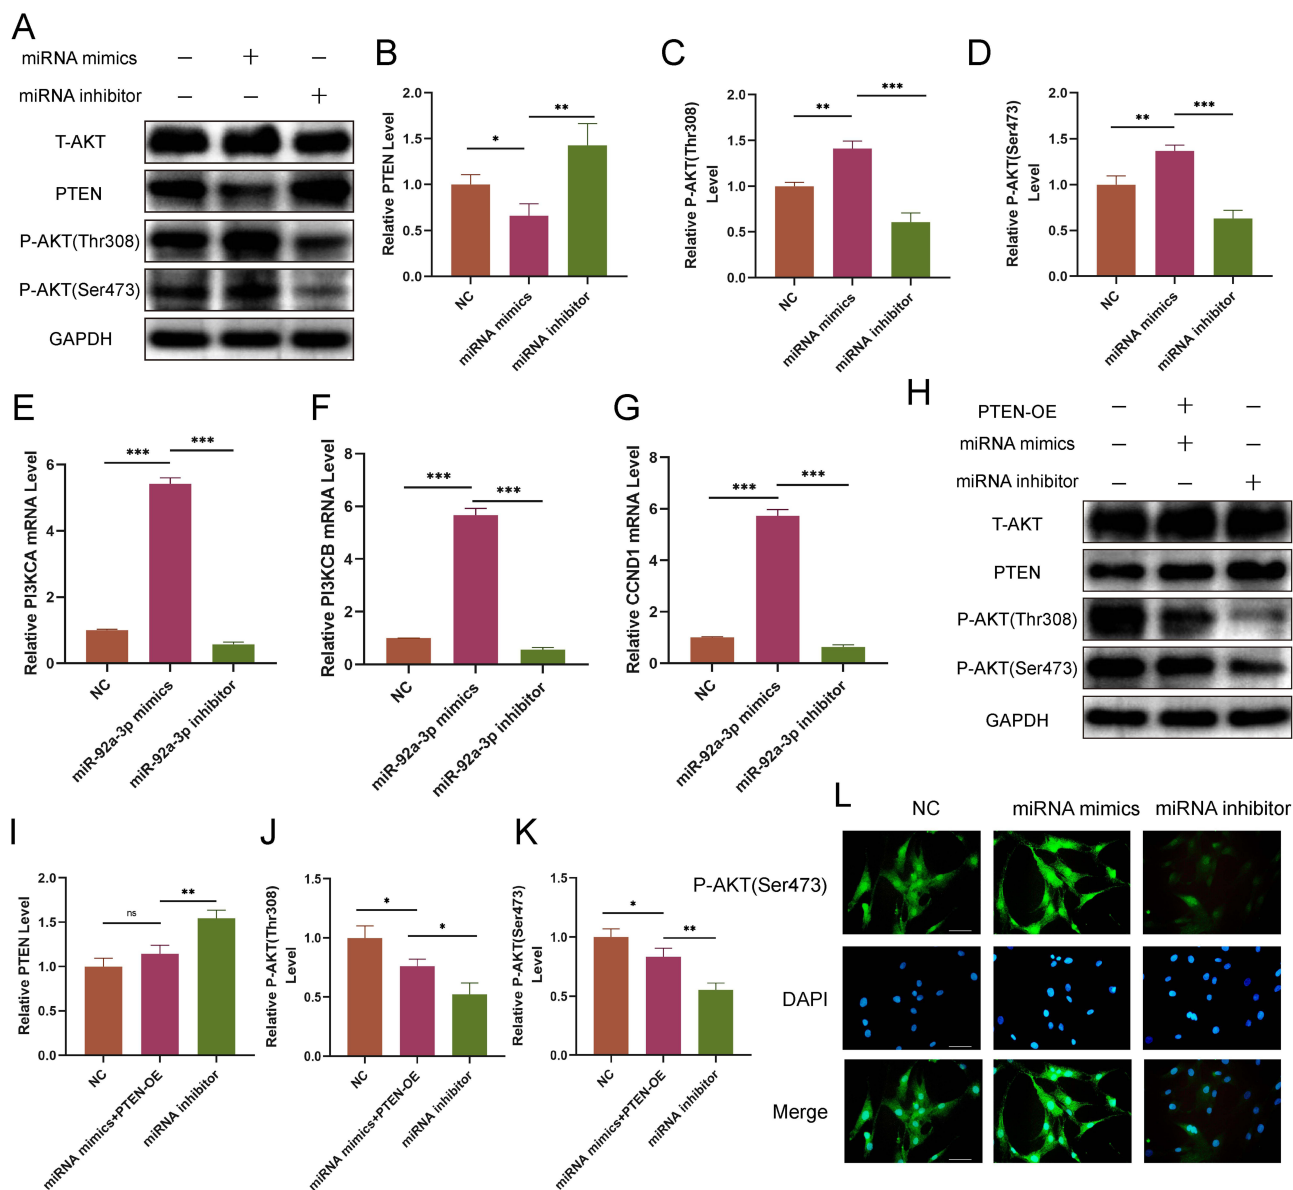 A
miRNA mimics − + −
miRNA inhibitor − − +
T-AKT
PTEN
P-AKT(Thr308)
P-AKT(Ser473)
GAPDH
B
Relative PTEN Level
2.0
1.5
1.0
0.5
0.0
*
**
NC
miRNA mimics
miRNA inhibitor
C
Relative P-AKT(Thr308)
Level
2.0
1.5
1.0
0.5
0.0
**
***
NC
miRNA mimics
miRNA inhibitor
D
Relative P-AKT(Ser473)
Level
2.0
1.5
1.0
0.5
0.0
**
***
NC
miRNA mimics
miRNA inhibitor
E
Relative PI3KCA mRNA Level
6
4
2
0
***
***
NC
miR-92a-3p mimics
miR-92a-3p inhibitor
F
Relative PI3KCB mRNA Level
8
6
4
2
0
***
***
NC
miR-92a-3p mimics
miR-92a-3p inhibitor
G
Relative CCND1 mRNA Level
8
6
4
2
0
***
***
NC
miR-92a-3p mimics
miR-92a-3p inhibitor
H
PTEN-OE − + −
miRNA mimics − + −
miRNA inhibitor − − +
T-AKT
PTEN
P-AKT(Thr308)
P-AKT(Ser473)
GAPDH
I
Relative PTEN Level
2.0
1.5
1.0
0.5
0.0
ns
**
NC
miRNA mimics+PTEN-OE
miRNA inhibitor
J
Relative P-AKT(Thr308)
Level
1.5
1.0
0.5
0.0
*
*
NC
miRNA mimics+PTEN-OE
miRNA inhibitor
K
Relative P-AKT(Ser473)
Level
1.5
1.0
0.5
0.0
*
**
NC
miRNA mimics+PTEN-OE
miRNA inhibitor
L
NC miRNA mimics miRNA inhibitor
P-AKT(Ser473)
DAPI
Merge